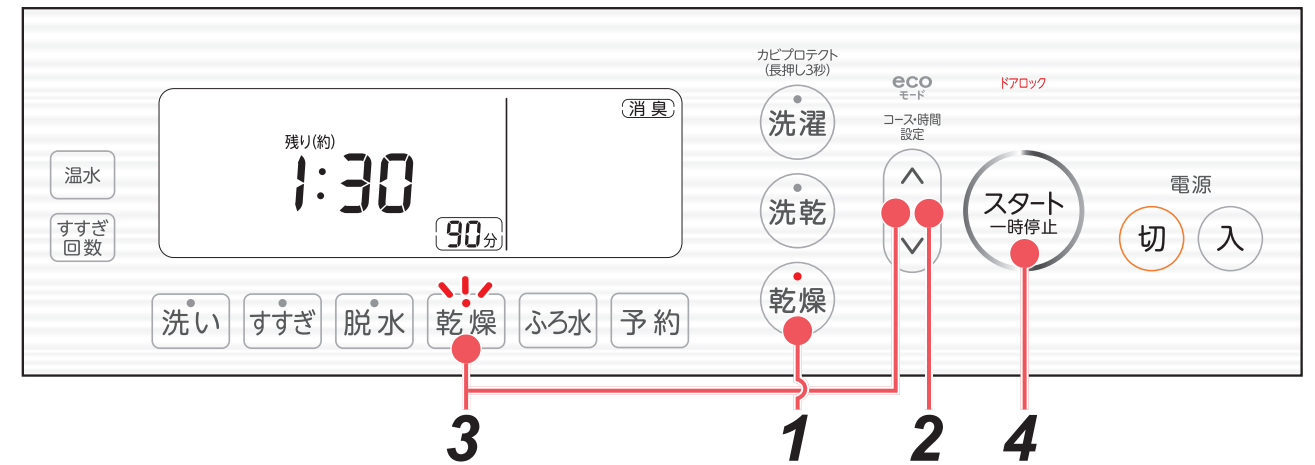 カビプロテクト
(長押し3秒)
洗濯
洗乾
乾燥
eco
モード
コース・時間
設定
ドアロック
スタート
一時停止
電源
切
入
温水
すすぎ
回数
残り(約)
1:30
90分
消臭
洗い
すすぎ
脱水
乾燥
ふろ水
予約
3
1
2
4